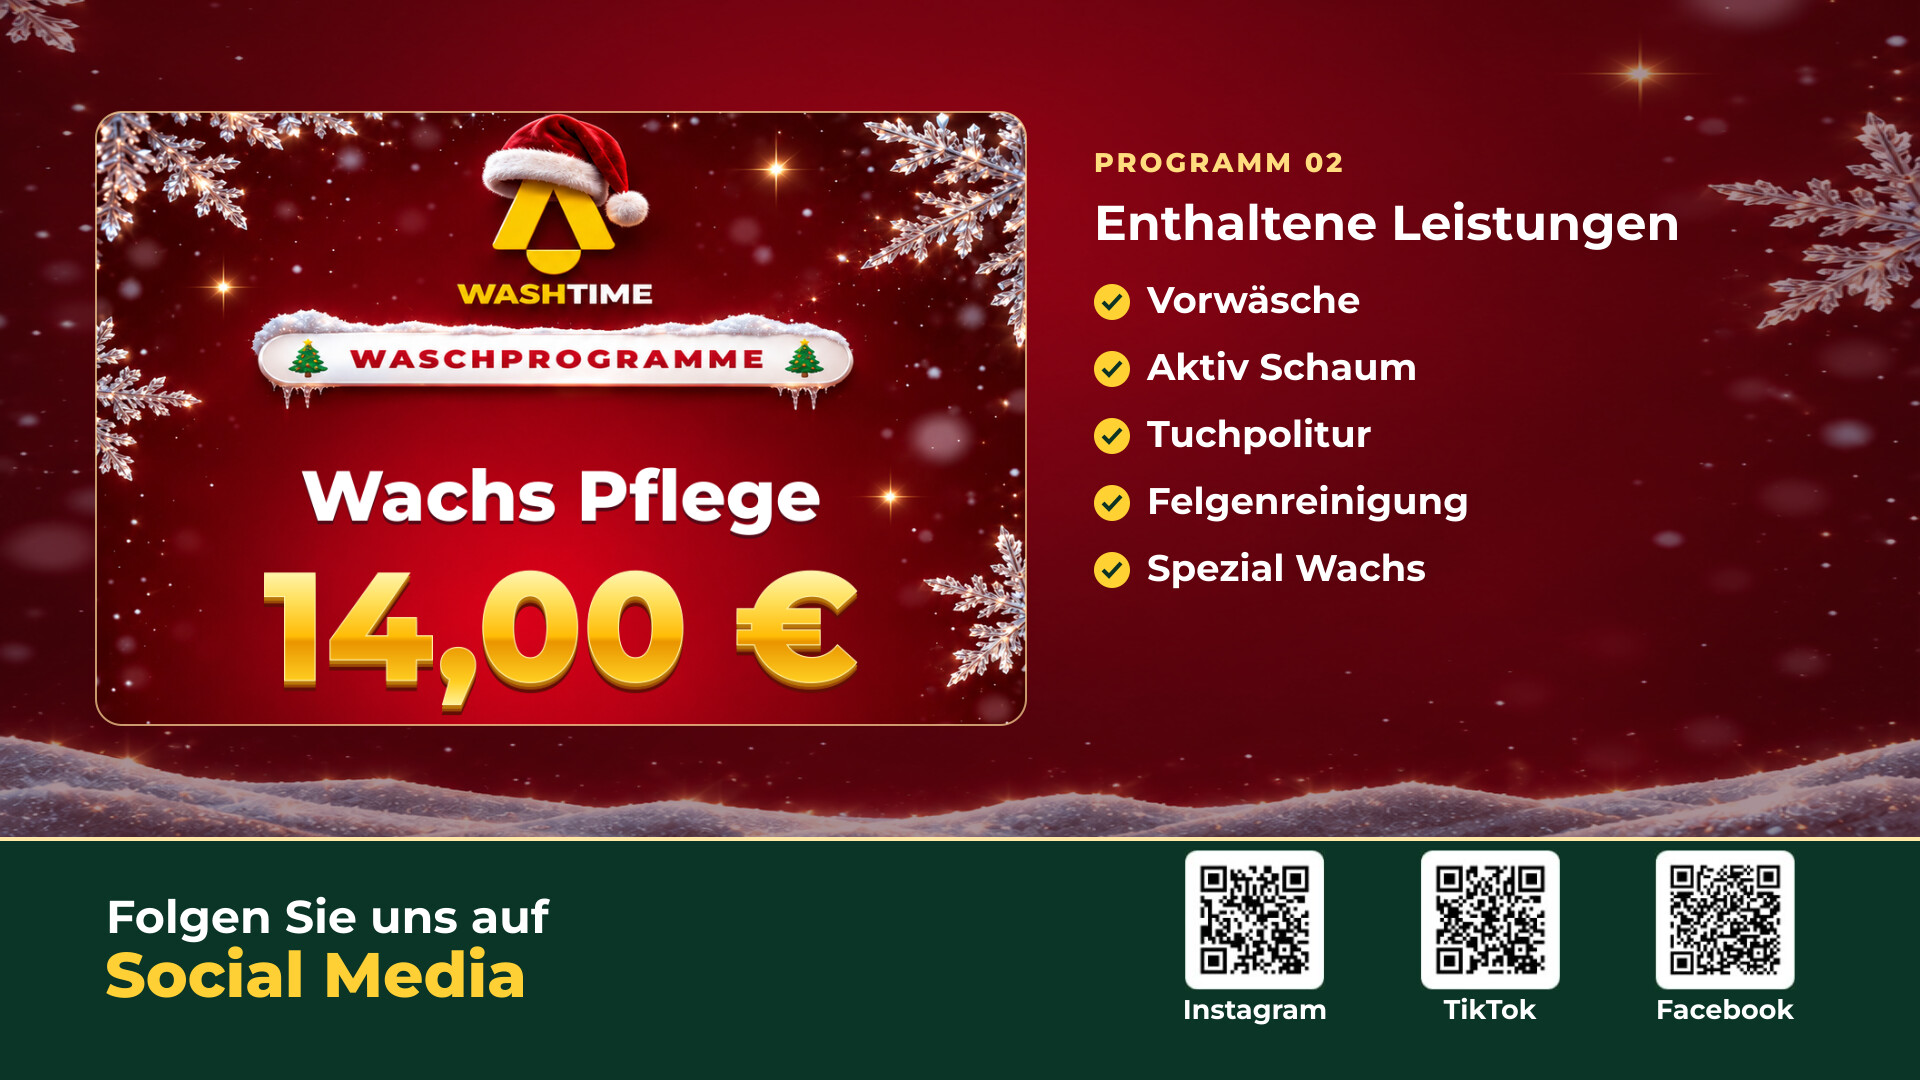 WASHTIME
WASCHPROGRAMME
Wachs Pflege
14,00 €
PROGRAMM 02
Enthaltene Leistungen
Vorwäsche
Aktiv Schaum
Tuchpolitur
Felgenreinigung
Spezial Wachs
Folgen Sie uns auf
Social Media
Instagram
TikTok
Facebook